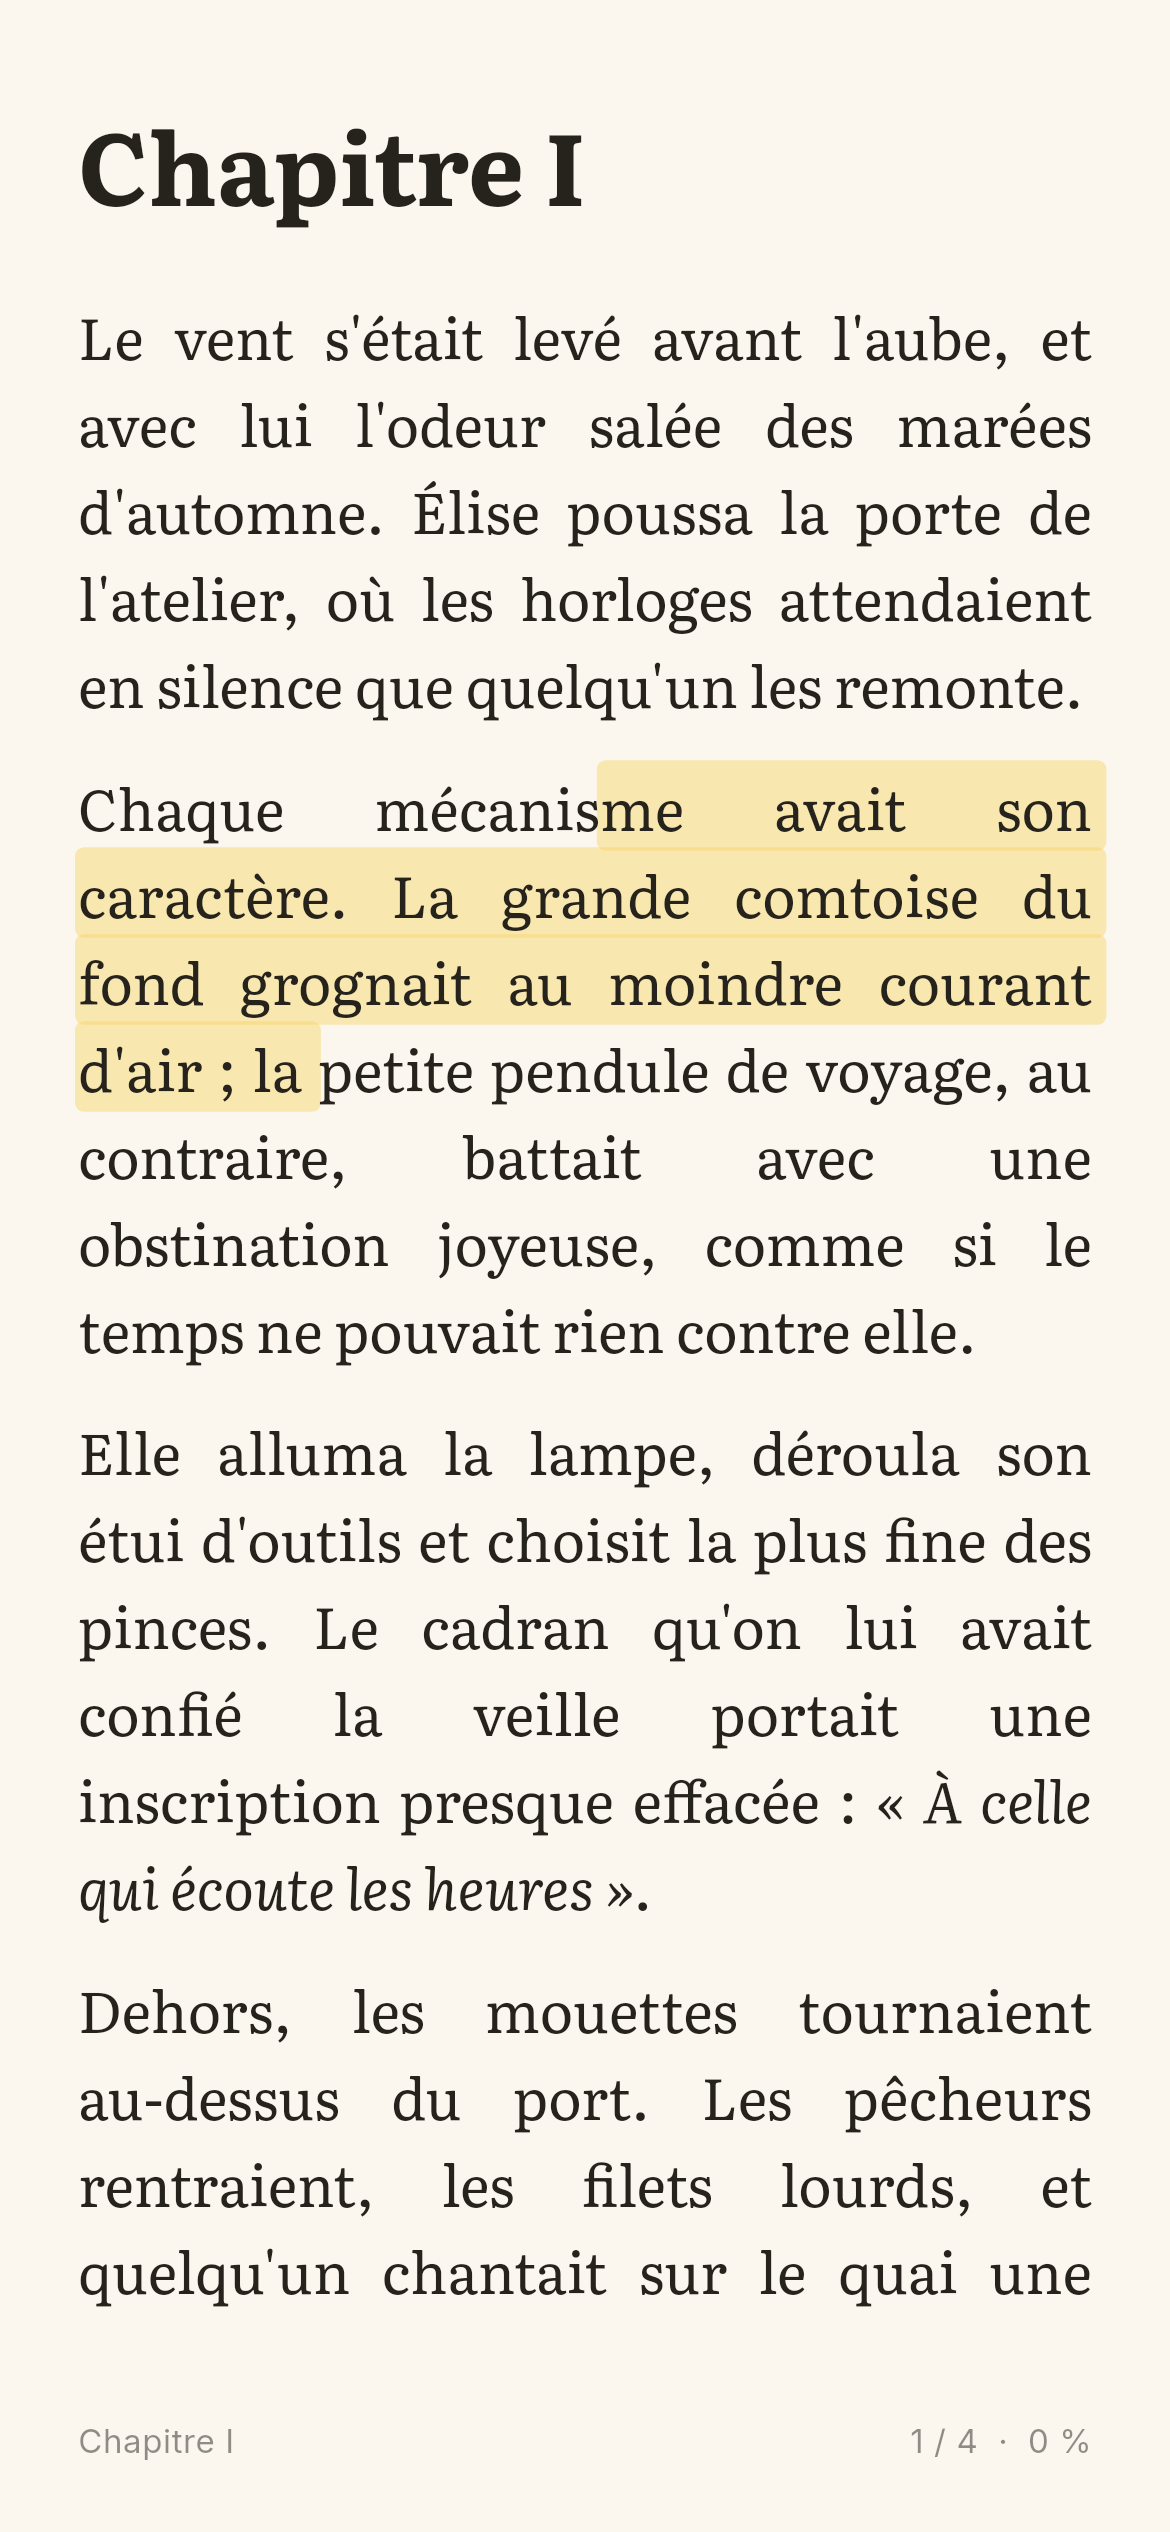 Chapitre I
Le vent s'était levé avant l'aube, et
avec lui l'odeur salée des marées
d'automne. Élise poussa la porte de
l'atelier, où les horloges attendaient
en silence que quelqu'un les remonte.
Chaque mécanisme avait son
caractère. La grande comtoise du
fond grognait au moindre courant
d'air ; la petite pendule de voyage, au
contraire, battait avec une
obstination joyeuse, comme si le
temps ne pouvait rien contre elle.
Elle alluma la lampe, déroula son
étui d'outils et choisit la plus fine des
pinces. Le cadran qu'on lui avait
confié la veille portait une
inscription presque effacée : « À celle
qui écoute les heures ».
Dehors, les mouettes tournaient
au-dessus du port. Les pêcheurs
rentraient, les filets lourds, et
quelqu'un chantait sur le quai une
Chapitre I
1 / 4 · 0 %